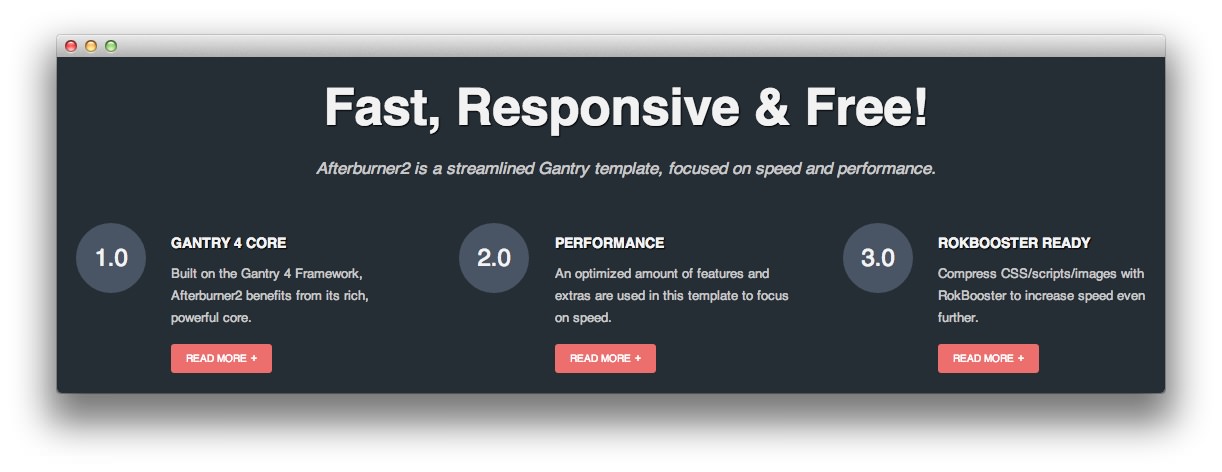 Fast, Responsive & Free!
Afterburner2 is a streamlined Gantry template, focused on speed and performance.
1.0
GANTRY 4 CORE
Built on the Gantry 4 Framework,
Afterburner2 benefits from its rich,
powerful core.
READ MORE +
2.0
PERFORMANCE
An optimized amount of features and
extras are used in this template to focus
on speed.
READ MORE +
3.0
ROKBOOSTER READY
Compress CSS/scripts/images with
RokBooster to increase speed even
further.
READ MORE +